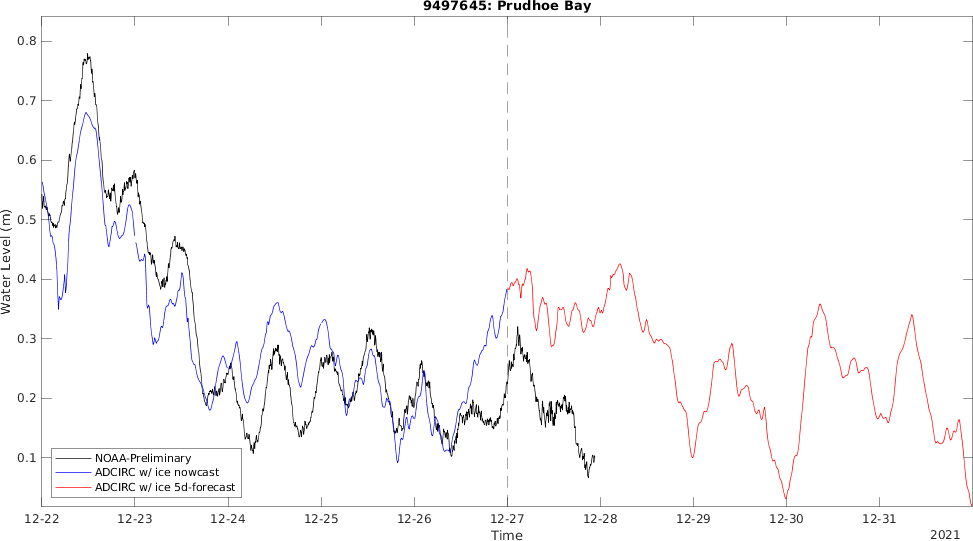 9497645: Prudhoe Bay
0.8
0.7
0.6
0.5
0.4
0.3
0.2
0.1
Water Level (m)
NOAA-Preliminary
ADCIRC w/ ice nowcast
ADCIRC w/ ice 5d-forecast
12-22 12-23 12-24 12-25 12-26 12-27 12-28 12-29 12-30 12-31
Time
2021